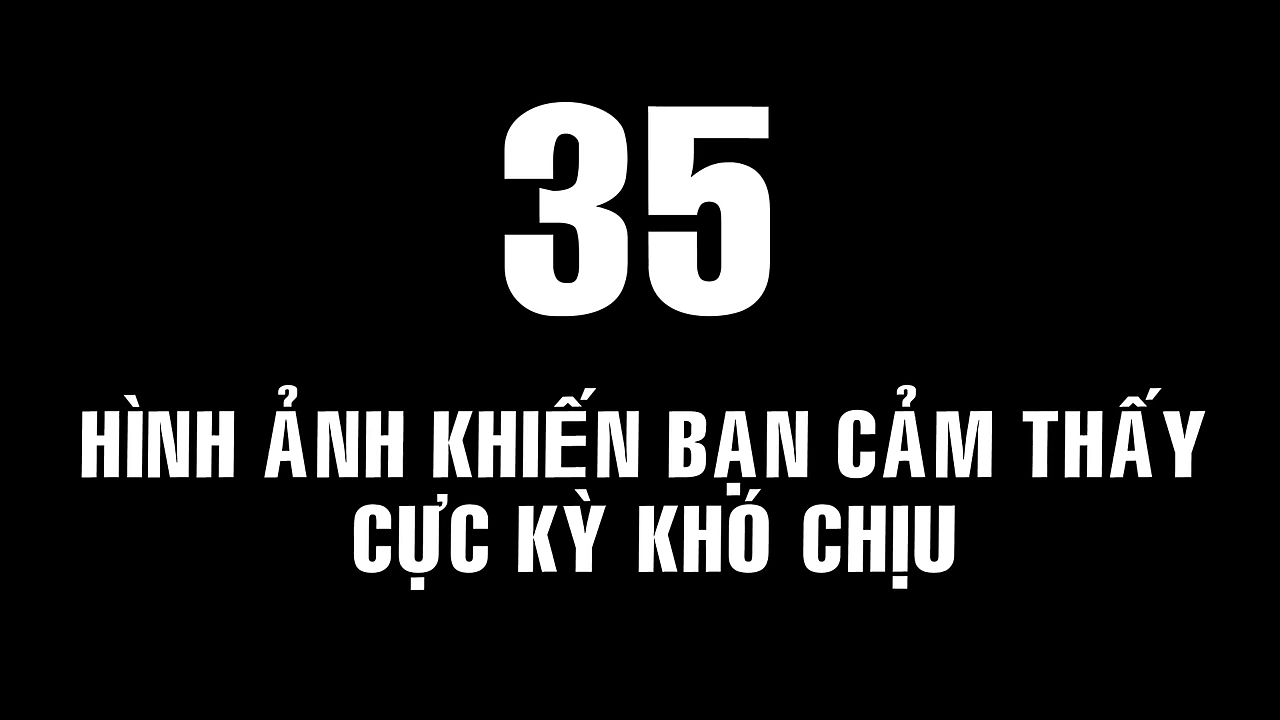 35
HÌNH ẢNH KHIẾN BẠN CẢM THẤY
CỰC KỲ KHÓ CHỊU